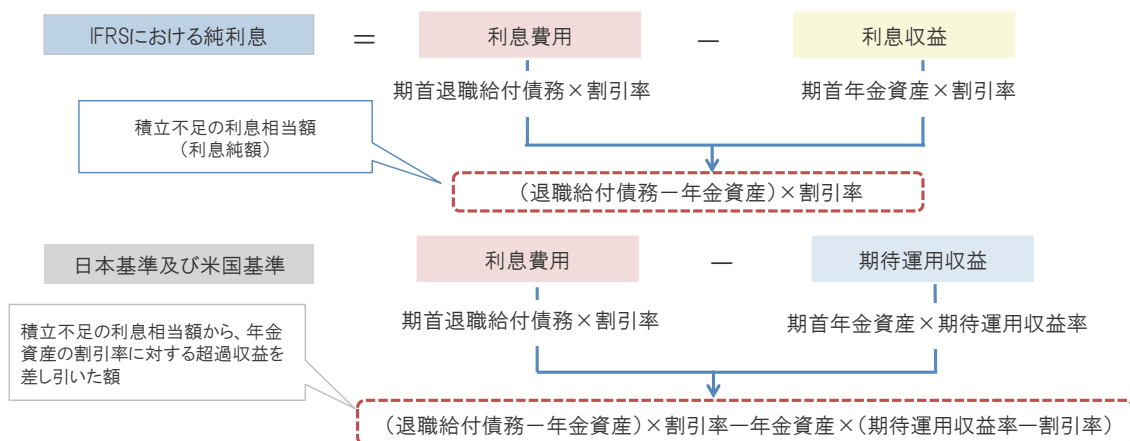 IFRSにおける純利息 ＝ 利息費用 － 利息収益
期首退職給付債務×割引率 期首年金資産×割引率
積立不足の利息相当額
（利息純額）
（退職給付債務－年金資産）×割引率
日本基準及び米国基準 利息費用 － 期待運用収益
期首退職給付債務×割引率 期首年金資産×期待運用収益率
積立不足の利息相当額から、年金
資産の割引率に対する超過収益を
差し引いた額
（退職給付債務－年金資産）×割引率－年金資産×（期待運用収益率－割引率）